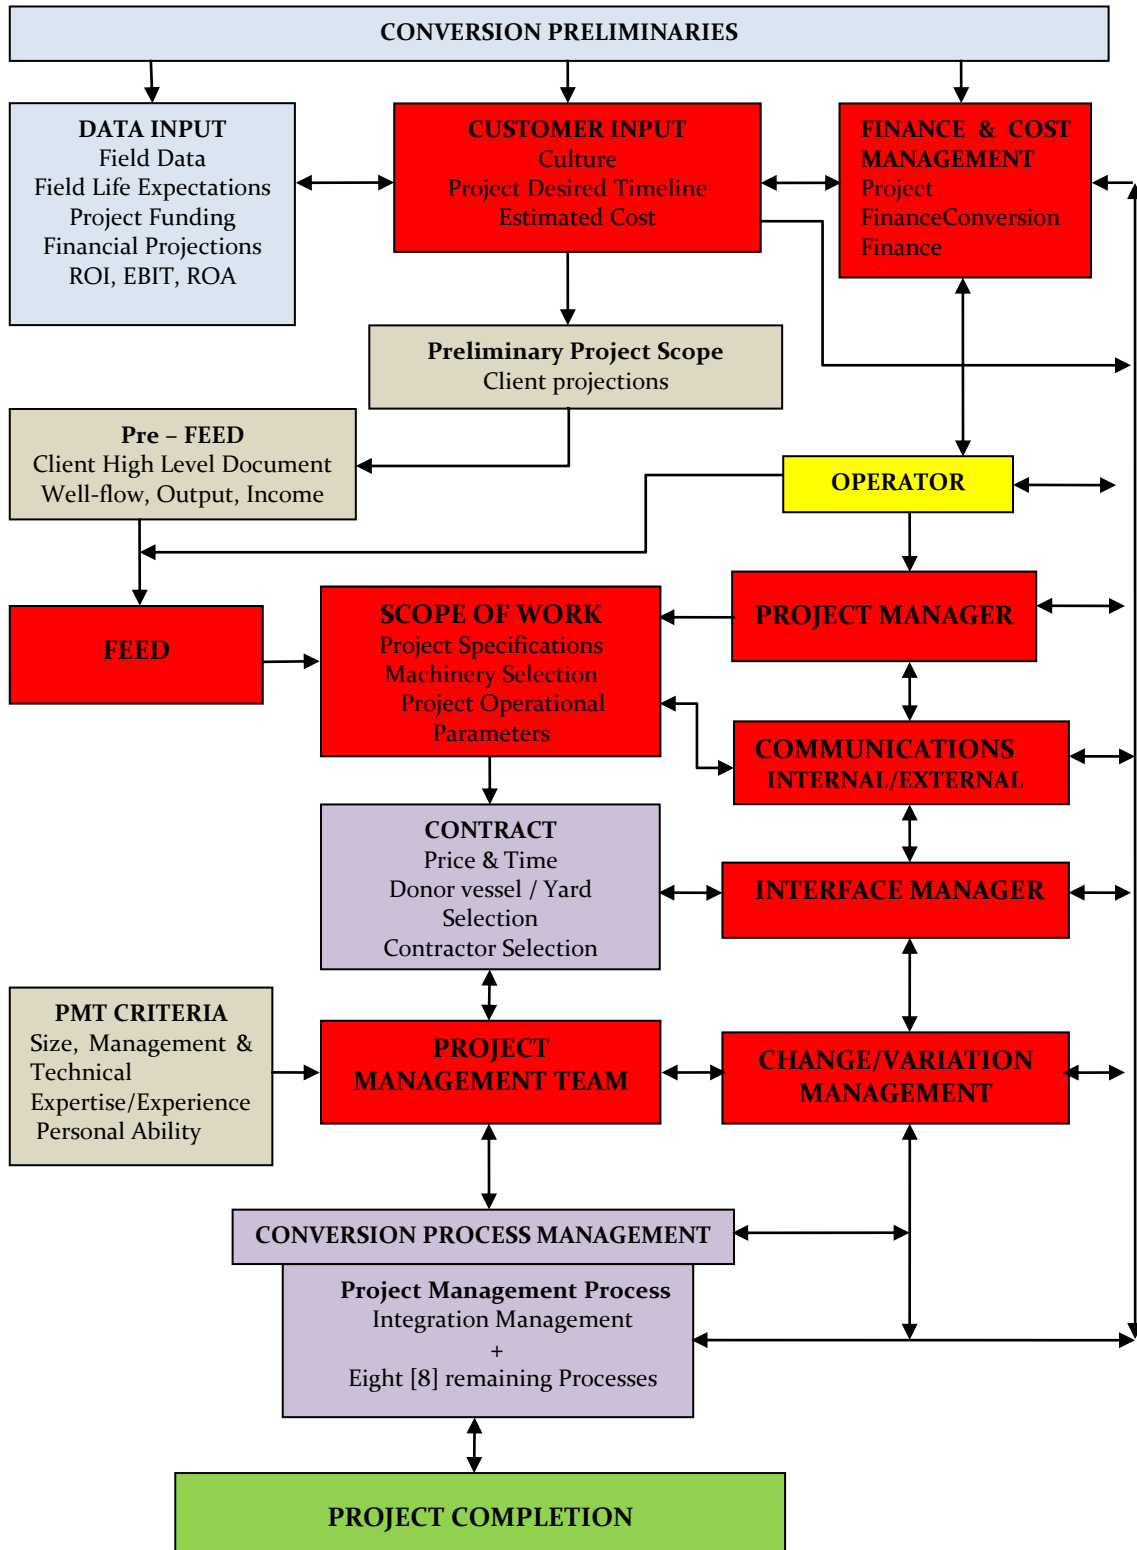 CONVERSION PRELIMINARIES
DATA INPUT
Field Data
Field Life Expectations
Project Funding
Financial Projections
ROI, EBIT, ROA
CUSTOMER INPUT
Culture
Project Desired Timeline
Estimated Cost
FINANCE & COST
MANAGEMENT
Project
FinanceConversion
Finance
Preliminary Project Scope
Client projections
Pre – FEED
Client High Level Document
Well-flow, Output, Income
OPERATOR
FEED
SCOPE OF WORK
Project Specifications
Machinery Selection
Project Operational
Parameters
PROJECT MANAGER
COMMUNICATIONS
INTERNAL/EXTERNAL
CONTRACT
Price & Time
Donor vessel / Yard
Selection
Contractor Selection
INTERFACE MANAGER
PMT CRITERIA
Size, Management &
Technical
Expertise/Experience
Personal Ability
PROJECT
MANAGEMENT TEAM
CHANGE/VARIATION
MANAGEMENT
CONVERSION PROCESS MANAGEMENT
Project Management Process
Integration Management
+
Eight [8] remaining Processes
PROJECT COMPLETION